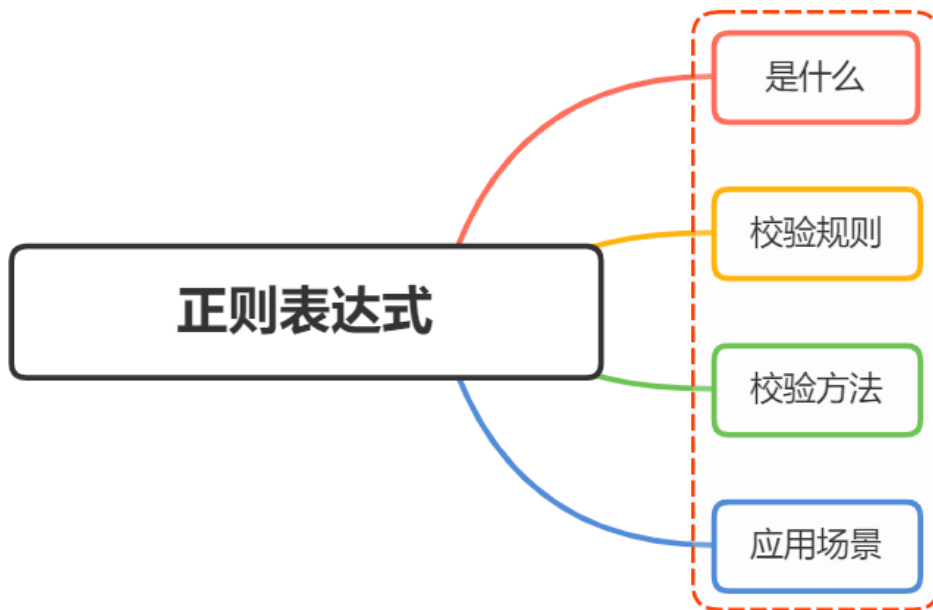 正则表达式
是什么
校验规则
校验方法
应用场景